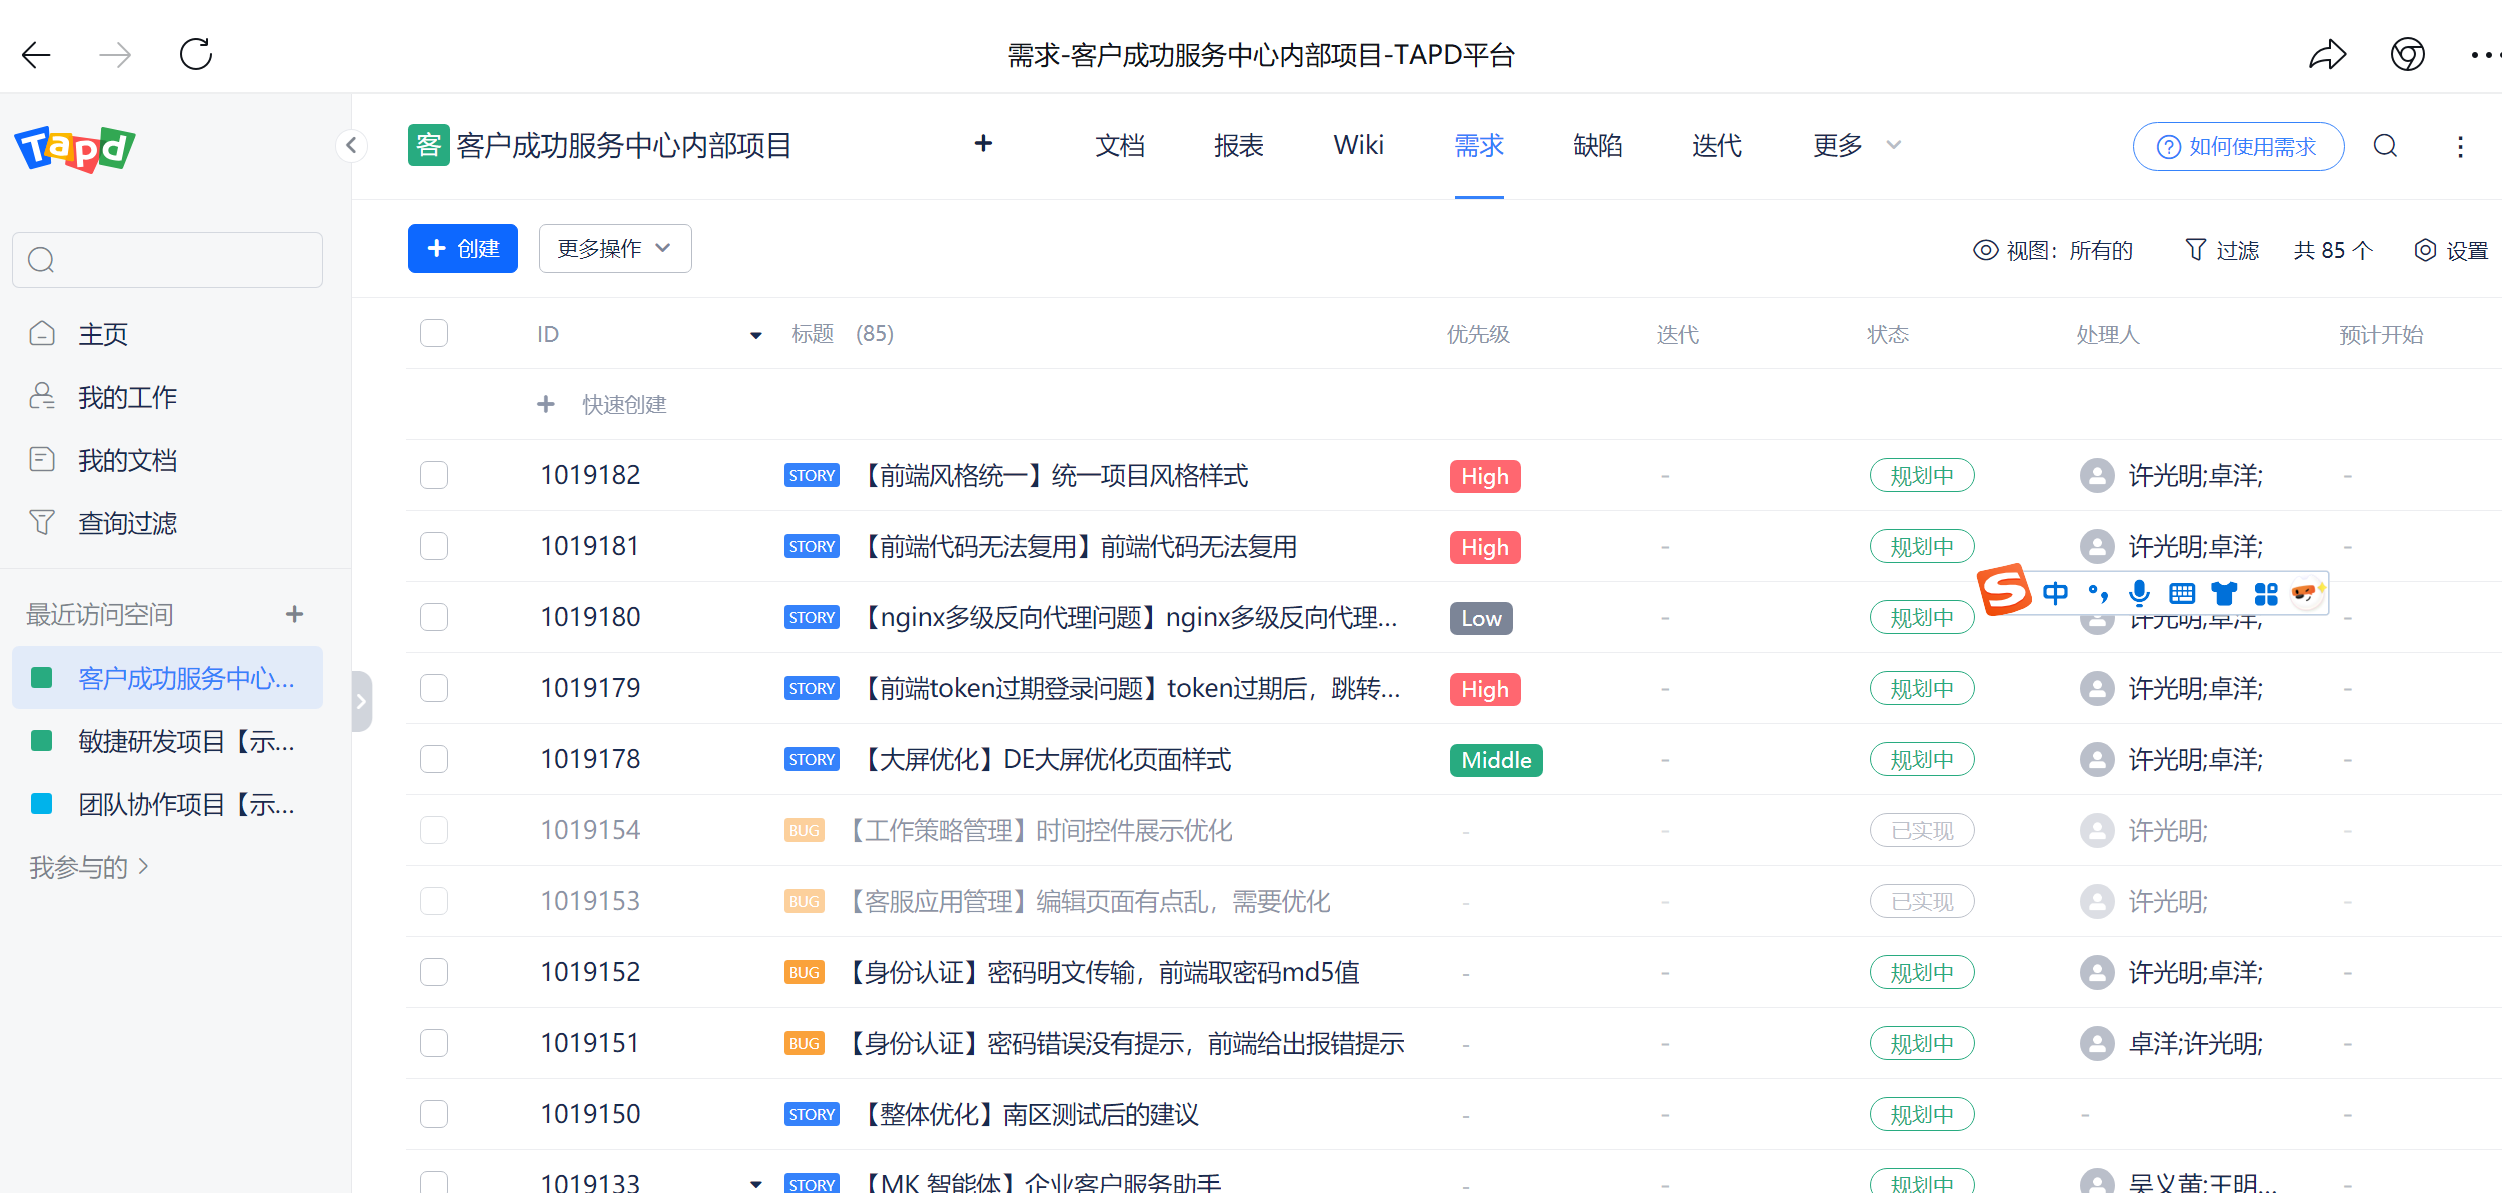 需求-客户成功服务中心内部项目-TAPD平台
Tapd
客 客户成功服务中心内部项目
文档 报表 Wiki 需求 缺陷 迭代 更多
如何使用需求
创建 更多操作
视图：所有的 过滤 共 85 个 设置
主页
我的工作
我的文档
查询过滤
最近访问空间
客户成功服务中心...
敏捷研发项目【示...
团队协作项目【示...
我参与的
ID 标题 (85) 优先级 迭代 状态 处理人 预计开始
快速创建
1019182 STORY 【前端风格统一】统一项目风格样式 High - 规划中 许光明;卓洋; -
1019181 STORY 【前端代码无法复用】前端代码无法复用 High - 规划中 许光明;卓洋; -
中
1019180 STORY 【nginx多级反向代理问题】nginx多级反向代理... Low - 规划中 许光明;卓洋; -
1019179 STORY 【前端token过期登录问题】token过期后，跳转... High - 规划中 许光明;卓洋; -
1019178 STORY 【大屏优化】DE大屏优化页面样式 Middle - 规划中 许光明;卓洋; -
1019154 BUG 【工作策略管理】时间控件展示优化 - - 已实现 许光明; -
1019153 BUG 【客服应用管理】编辑页面有点乱，需要优化 - - 已实现 许光明; -
1019152 BUG 【身份认证】密码明文传输，前端取密码md5值 - - 规划中 许光明;卓洋; -
1019151 BUG 【身份认证】密码错误没有提示，前端给出报错提示 - - 规划中 卓洋;许光明; -
1019150 STORY 【整体优化】南区测试后的建议 - - 规划中 - -
1019133 STORY 【MK 智能体】企业客户服务助手 - - 规划中 吴义苗;王明... -